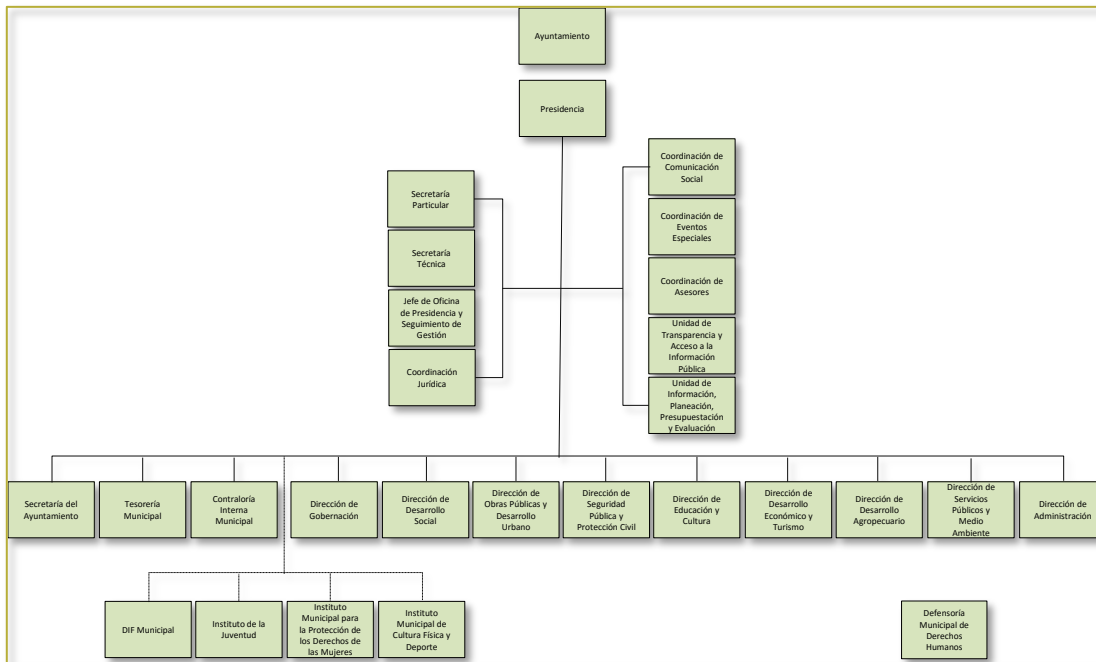 Ayuntamiento
Presidencia
Secretaría
Particular
Secretaría
Técnica
Jefe de Oficina
de Presidencia y
Seguimiento de
Gestión
Coordinación
Jurídica
Coordinación de
Comunicación
Social
Coordinación de
Eventos
Especiales
Coordinación de
Asesores
Unidad de
Transparencia y
Acceso a la
Información
Pública
Unidad de
Información,
Planeación,
Presupuestación
y Evaluación
Secretaría del
Ayuntamiento
Tesorería
Municipal
Contraloría
Interna
Municipal
Dirección de
Gobernación
Dirección de
Desarrollo
Social
Dirección de
Obras Públicas y
Desarrollo
Urbano
Dirección de
Seguridad
Pública y
Protección Civil
Dirección de
Educación y
Cultura
Dirección de
Desarrollo
Económico y
Turismo
Dirección de
Desarrollo
Agropecuario
Dirección de
Servicios
Públicos y
Medio
Ambiente
Dirección de
Administración
DIF Municipal
Instituto de la
Juventud
Instituto
Municipal para
la Protección de
los Derechos de
las Mujeres
Instituto
Municipal de
Cultura Física y
Deporte
Defensoría
Municipal de
Derechos
Humanos